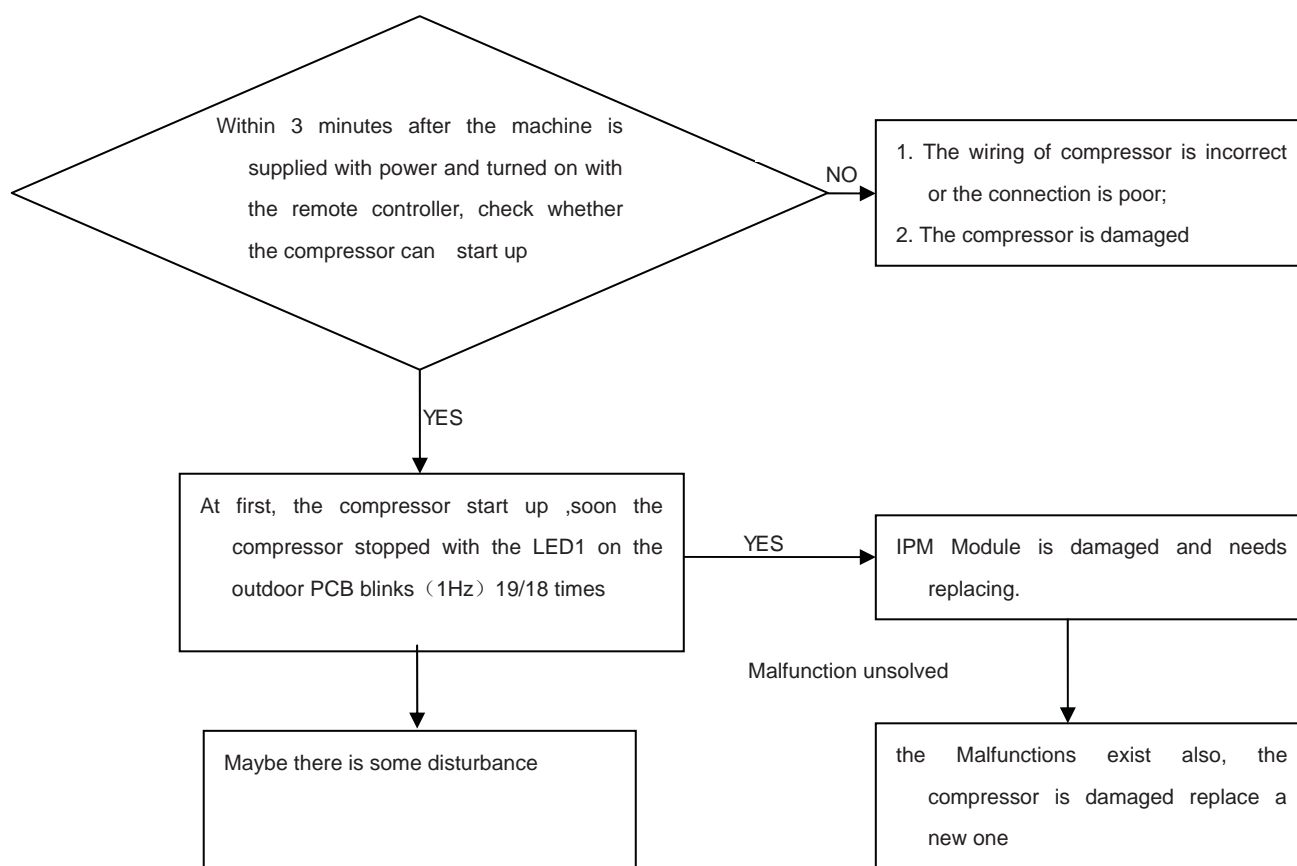 Within 3 minutes after the machine is
supplied with power and turned on with
the remote controller, check whether
the compressor can start up
NO
1. The wiring of compressor is incorrect
or the connection is poor;
2. The compressor is damaged
YES
At first, the compressor start up ,soon the
compressor stopped with the LED1 on the
outdoor PCB blinks（1Hz）19/18 times
YES
IPM Module is damaged and needs
replacing.
Malfunction unsolved
Maybe there is some disturbance
the Malfunctions exist also, the
compressor is damaged replace a
new one